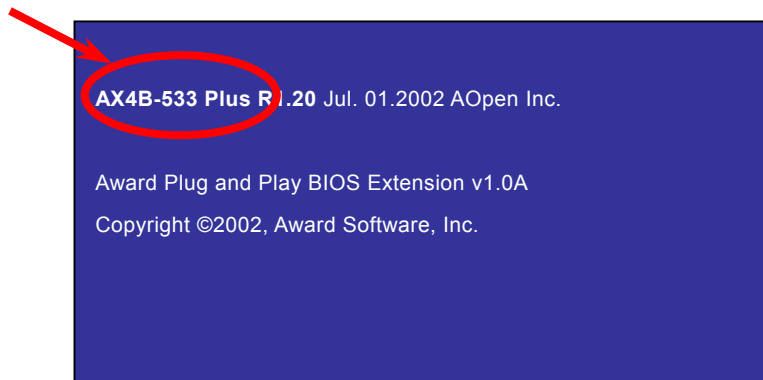 AX4B-533 Plus R1.20 Jul. 01.2002 AOpen Inc.
Award Plug and Play BIOS Extension v1.0A
Copyright ©2002, Award Software, Inc.